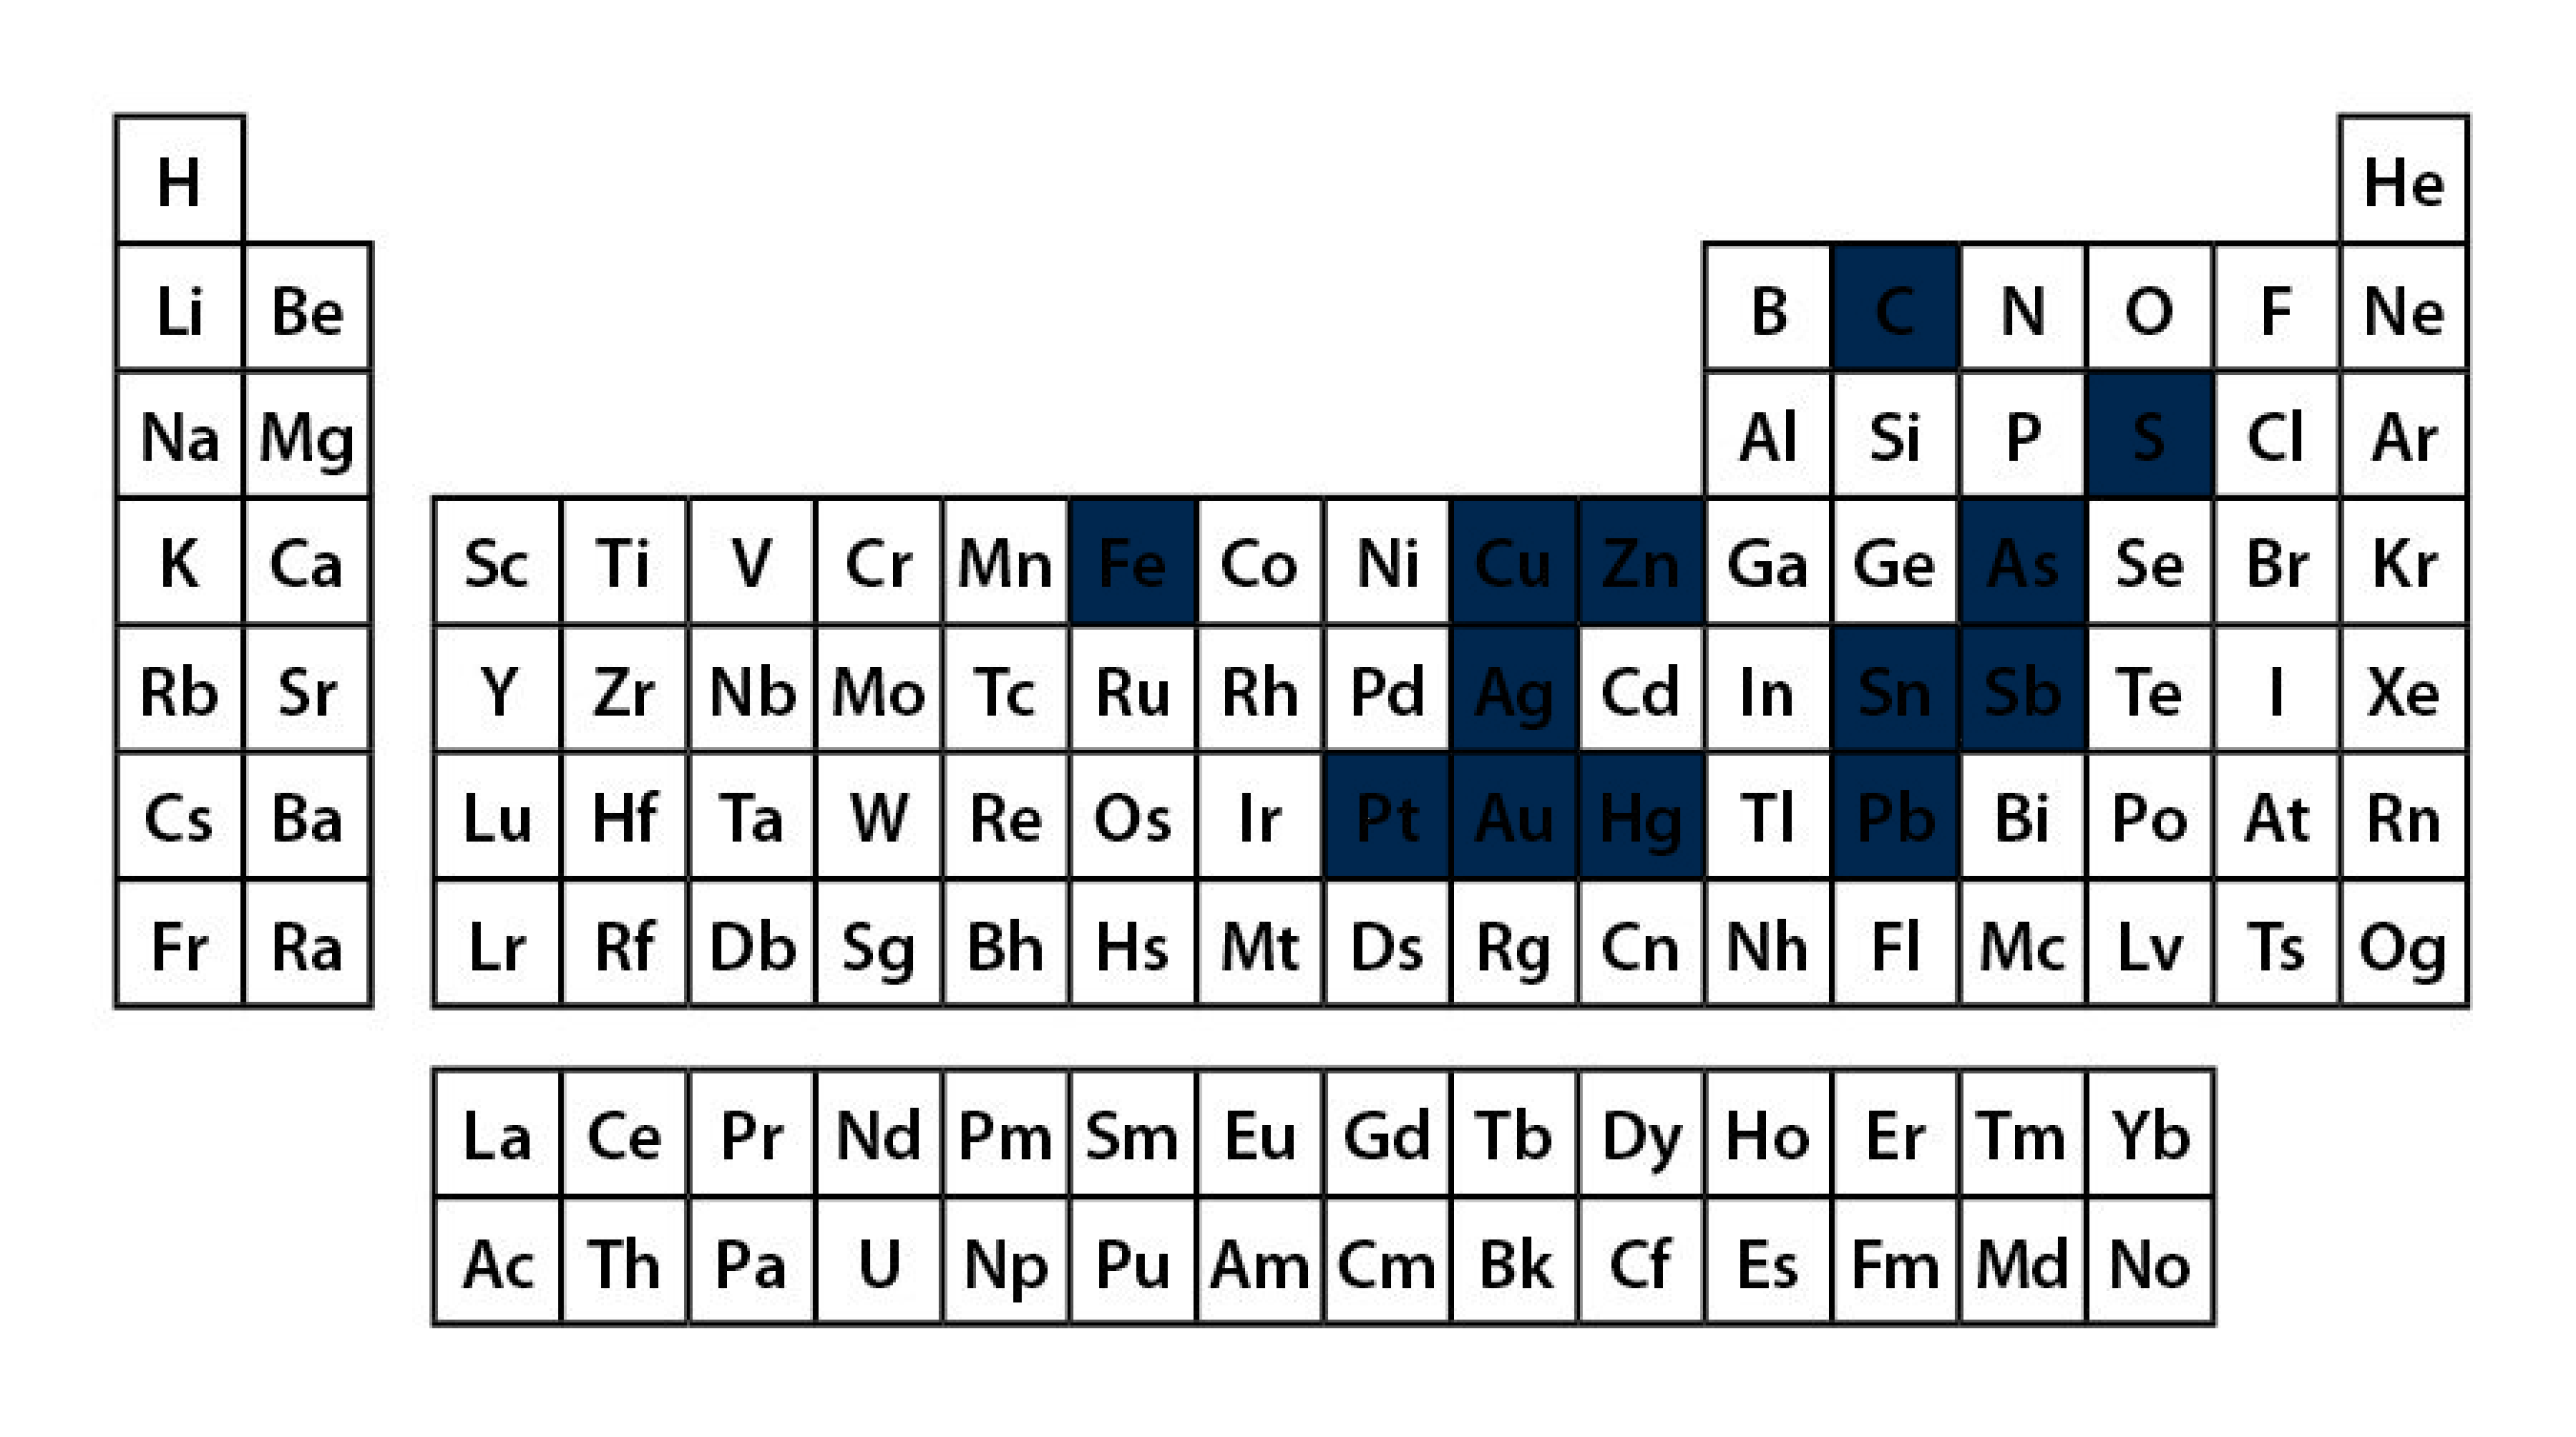 H He
Li Be B C N O F Ne
Na Mg Al Si P S Cl Ar
K Ca Sc Ti V Cr Mn Fe Co Ni Cu Zn Ga Ge As Se Br Kr
Rb Sr Y Zr Nb Mo Tc Ru Rh Pd Ag Cd In Sn Sb Te I Xe
Cs Ba Lu Hf Ta W Re Os Ir Pt Au Hg Tl Pb Bi Po At Rn
Fr Ra Lr Rf Db Sg Bh Hs Mt Ds Rg Cn Nh Fl Mc Lv Ts Og
La Ce Pr Nd Pm Sm Eu Gd Tb Dy Ho Er Tm Yb
Ac Th Pa U Np Pu Am Cm Bk Cf Es Fm Md No